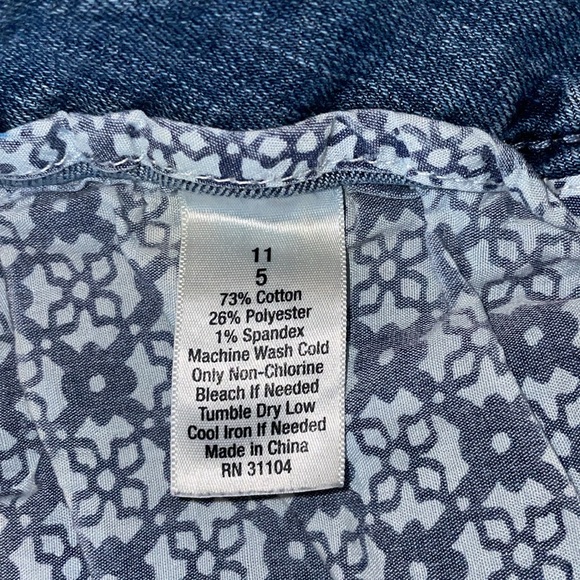 11
5
73% Cotton
26% Polyester
1% Spandex
Machine Wash Cold
Only Non-Chlorine
Bleach If Needed
Tumble Dry Low
Cool Iron If Needed
Made in China
RN 31104